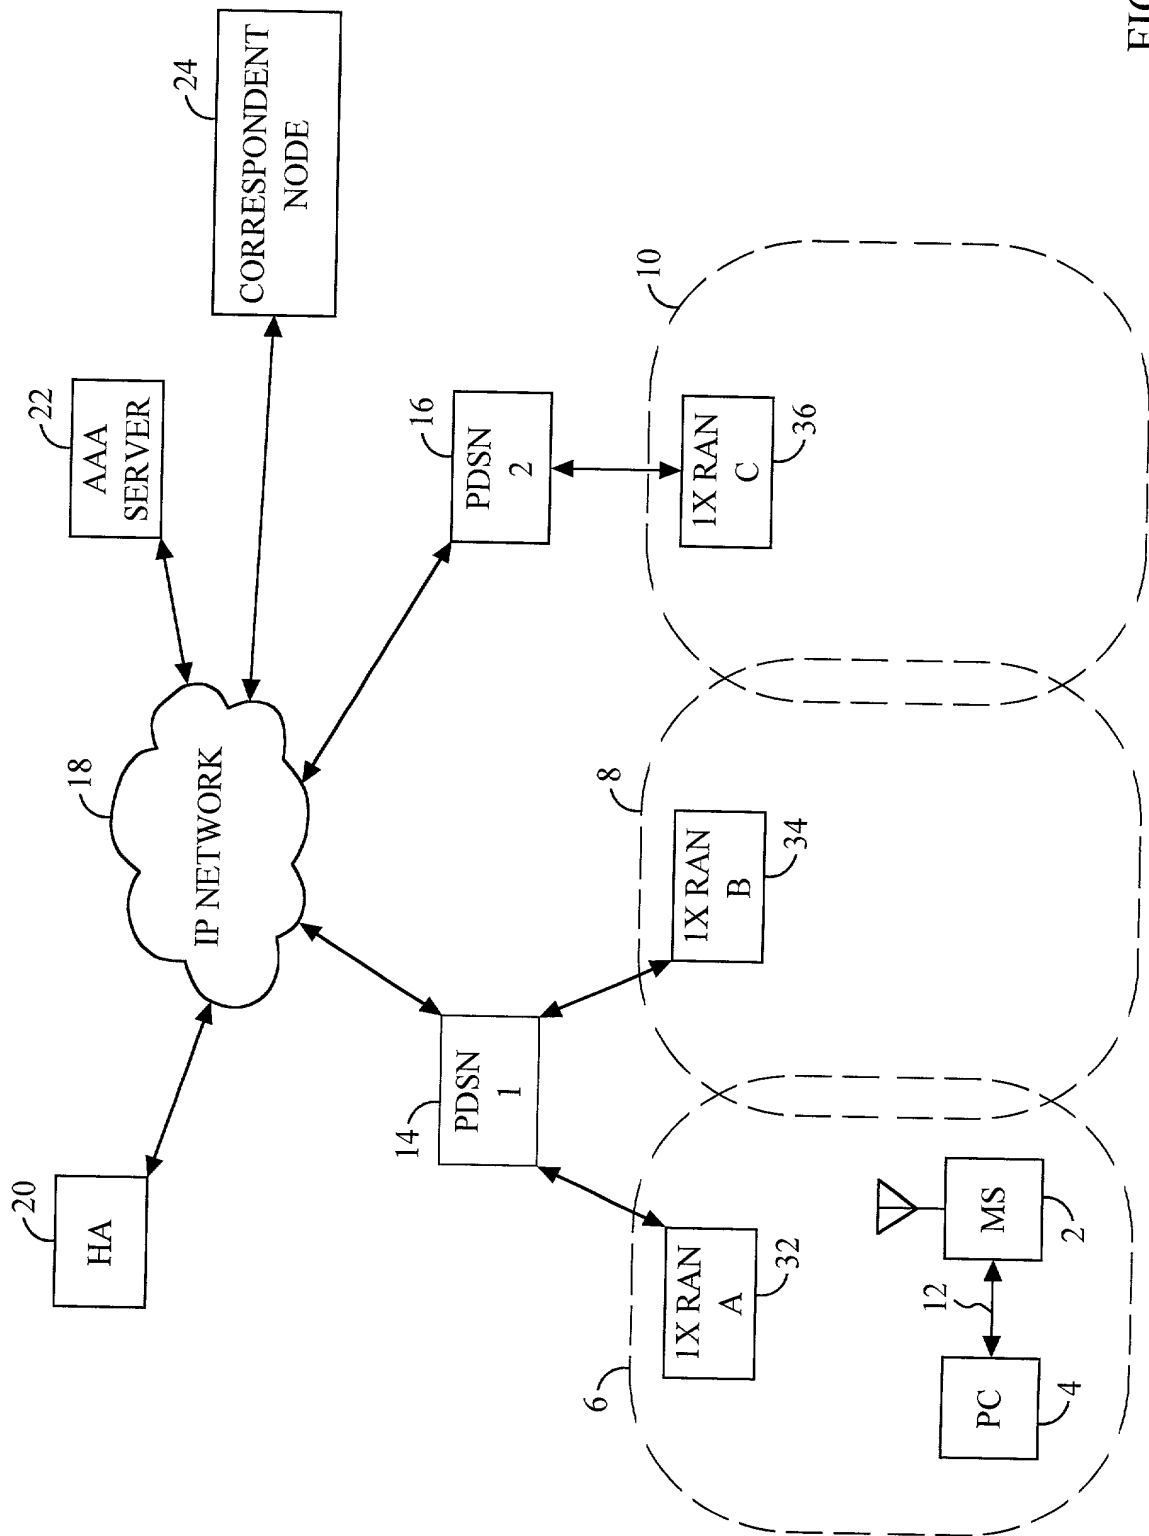 24
CORRESPONDENT
NODE
22
AAA
SERVER
18
IP NETWORK
20
HA
16
PDSN
2
14
PDSN
1
10
1X RAN
C
36
8
1X RAN
B
34
6
1X RAN
A
32
MS
2
12
PC
4